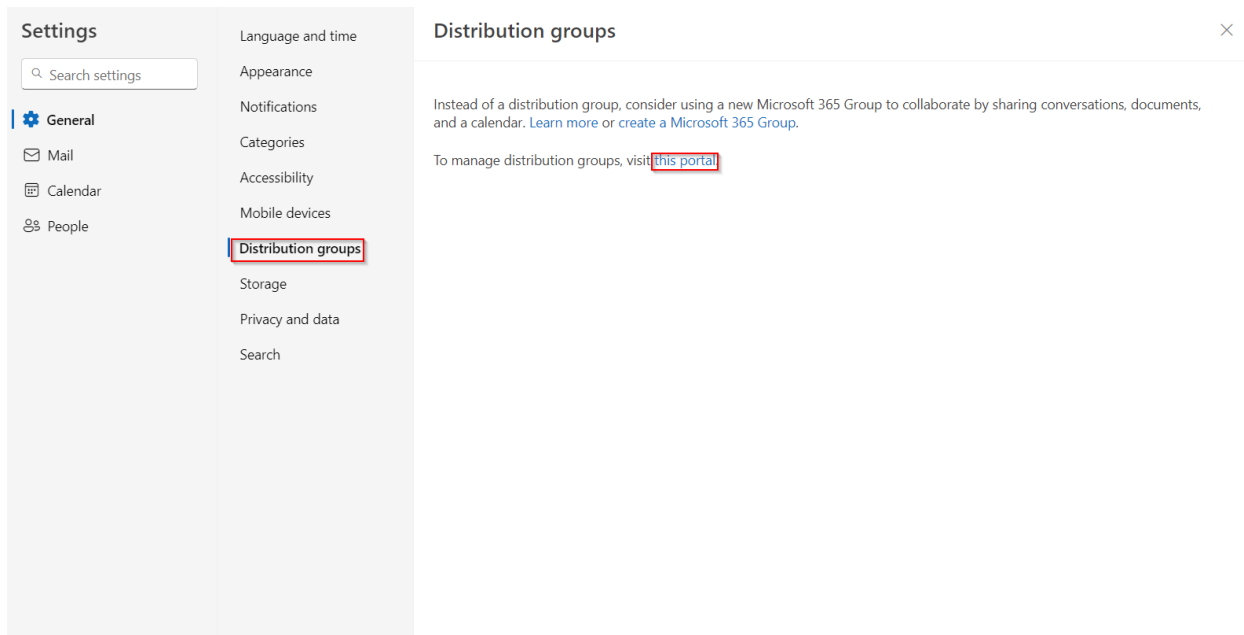 Settings
Search settings
General
Mail
Calendar
People
Language and time
Appearance
Notifications
Categories
Accessibility
Mobile devices
Distribution groups
Storage
Privacy and data
Search
Distribution groups
Instead of a distribution group, consider using a new Microsoft 365 Group to collaborate by sharing conversations, documents,
and a calendar. Learn more or create a Microsoft 365 Group.
To manage distribution groups, visit this portal.